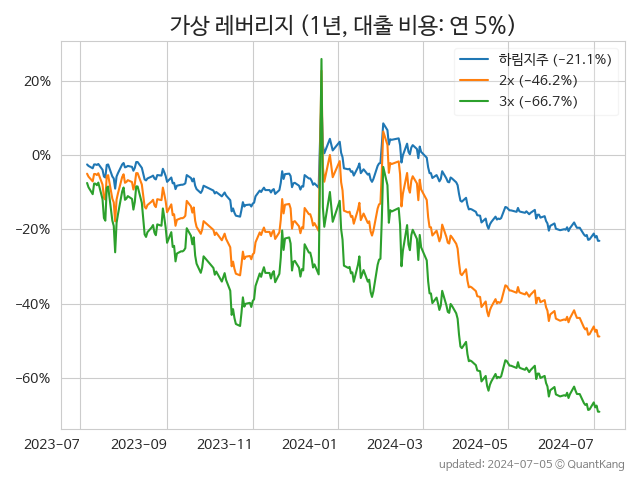 가상 레버리지 (1년, 대출 비용: 연 5%)
하림지주 (−21.1%)
2x (−46.2%)
3x (−66.7%)
20%
0%
−20%
−40%
−60%
2023-07 2023-09 2023-11 2024-01 2024-03 2024-05 2024-07
updated: 2024-07-05 © QuantKang